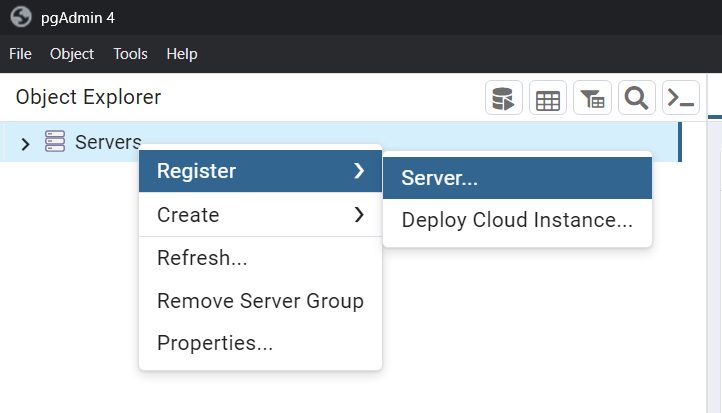 pgAdmin 4
File Object Tools Help
Object Explorer
Servers
Register
Server...
Create
Deploy Cloud Instance...
Refresh...
Remove Server Group
Properties...